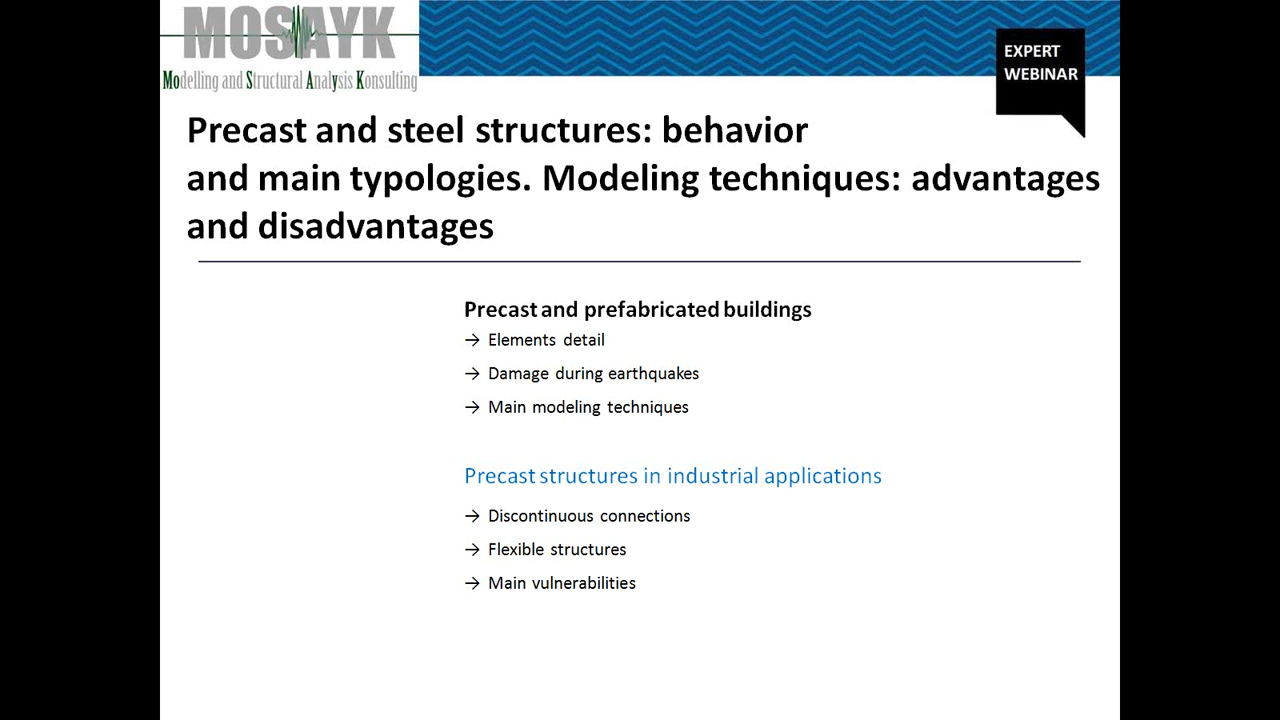 MOSAYK
Modelling and Structural Analysis Konsulting
EXPERT
WEBINAR
Precast and steel structures: behavior
and main typologies. Modeling techniques: advantages
and disadvantages
Precast and prefabricated buildings
→ Elements detail
→ Damage during earthquakes
→ Main modeling techniques
Precast structures in industrial applications
→ Discontinuous connections
→ Flexible structures
→ Main vulnerabilities